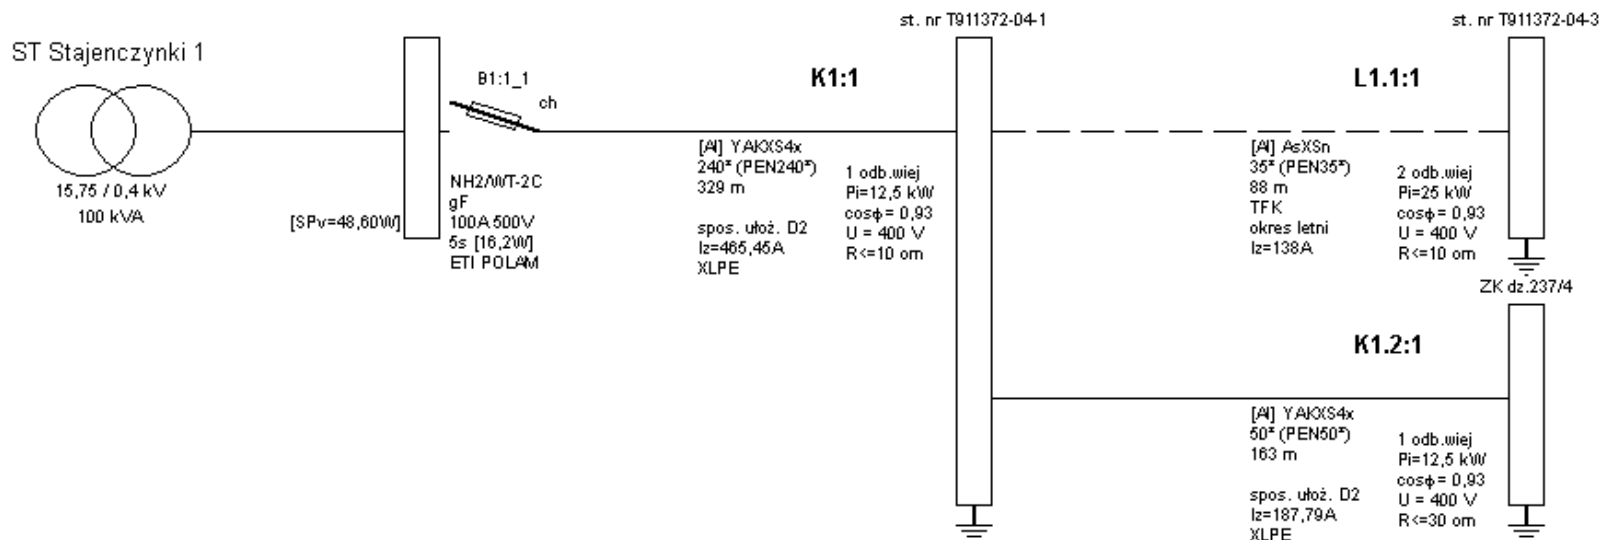 ST Stajenczynki 1
15,75 / 0,4 kV
100 kVA
[SPv=48,60W]
B1:1_1
ch
NH2/WT-2C
gF
100A 500V
5s [16,2W]
ETI POLAM
K1:1
[Al] YAKXS4x
240* (PEN240*)
329 m
spos. ułoż. D2
Iz=465,45A
XLPE
1 odb.wiej
Pi=12,5 kW
cosϕ = 0,93
U = 400 V
R<=10 om
st. nr T911372-04-1
L1.1:1
[Al] AsXSn
35* (PEN35*)
88 m
TFK
okres letni
Iz=138A
2 odb.wiej
Pi=25 kW
cosϕ = 0,93
U = 400 V
R<=10 om
st. nr T911372-04-3
ZK dz.237/4
K1.2:1
[Al] YAKXS4x
50* (PEN50*)
163 m
spos. ułoż. D2
Iz=187,79A
XLPE
1 odb.wiej
Pi=12,5 kW
cosϕ = 0,93
U = 400 V
R<=30 om